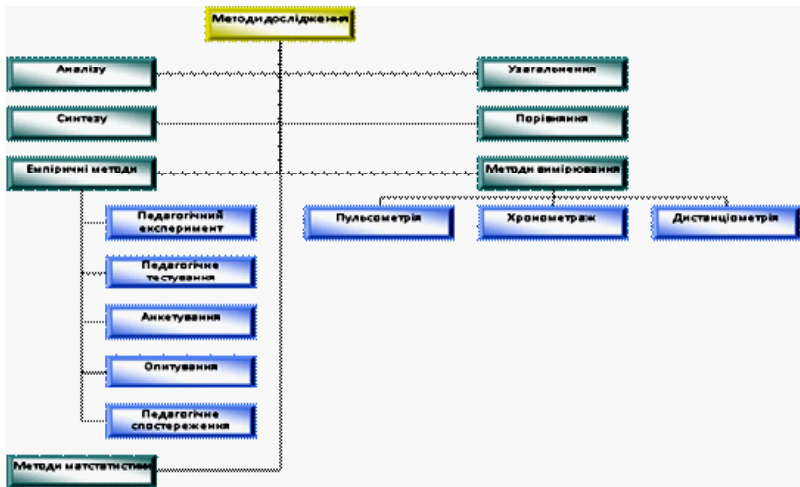 Методи дослідження
Аналізу
Узагальнення
Синтезу
Порівняння
Емпіричні методи
Методи вимірювання
Педагогічний
експеримент
Пульсометрія
Хронометраж
Дистанціометрія
Педагогічне
тестування
Анкетування
Опитування
Педагогічне
спостереження
Методи матстатистики